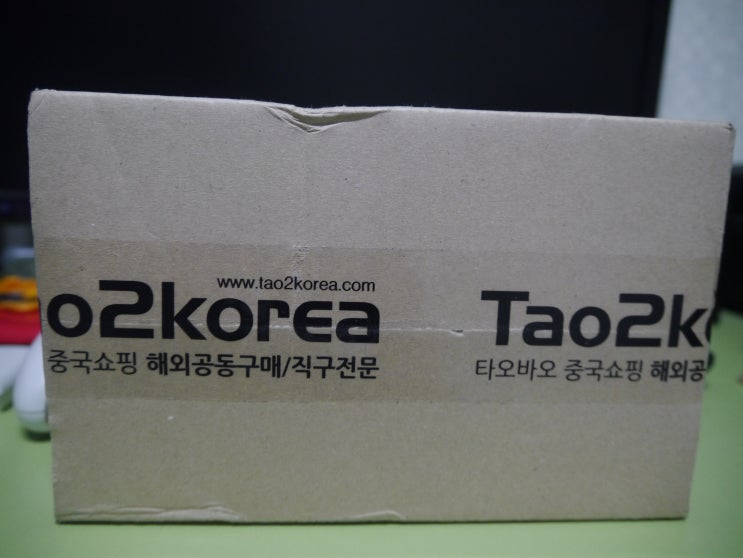 www.tao2korea.com
o2korea
중국쇼핑 해외공동구매/직구전문
Tao2k
타오바오 중국쇼핑 해외공